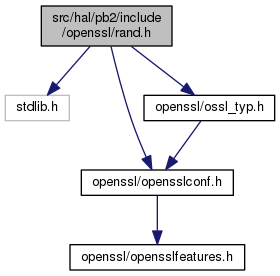 src/hal/pb2/include
/openssl/rand.h
stdlib.h
openssl/ossl_typ.h
openssl/opensslconf.h
openssl/opensslfeatures.h